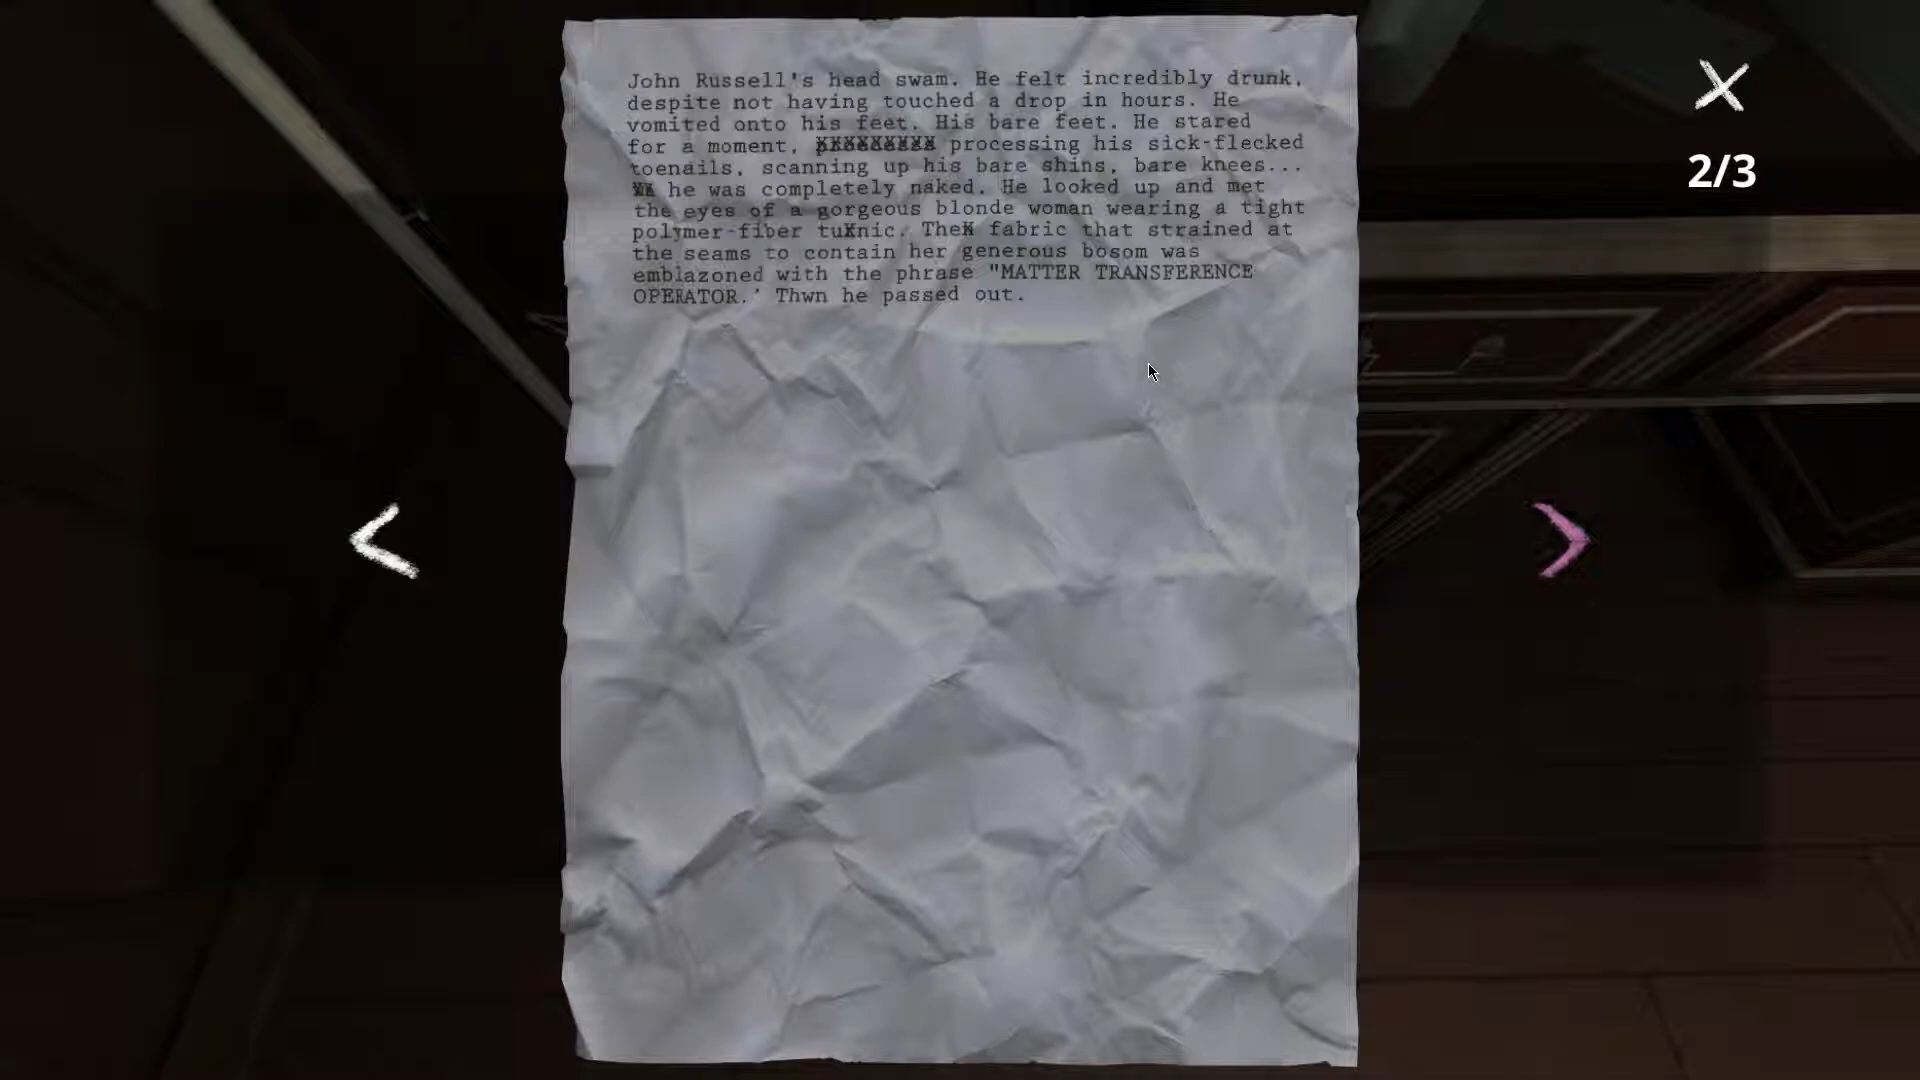 John Russell's head swam. He felt incredibly drunk,
despite not having touched a drop in hours. He
vomited onto his feet. His bare feet. He stared
for a moment, processing his sick-flecked
toenails, scanning up his bare shins, bare knees...
he was completely naked. He looked up and met
the eyes of a gorgeous blonde woman wearing a tight
polymer-fiber tuXnic. TheX fabric that strained at
the seams to contain her generous bosom was
emblazoned with the phrase "MATTER TRANSFERENCE
OPERATOR.' Thwn he passed out.
2/3